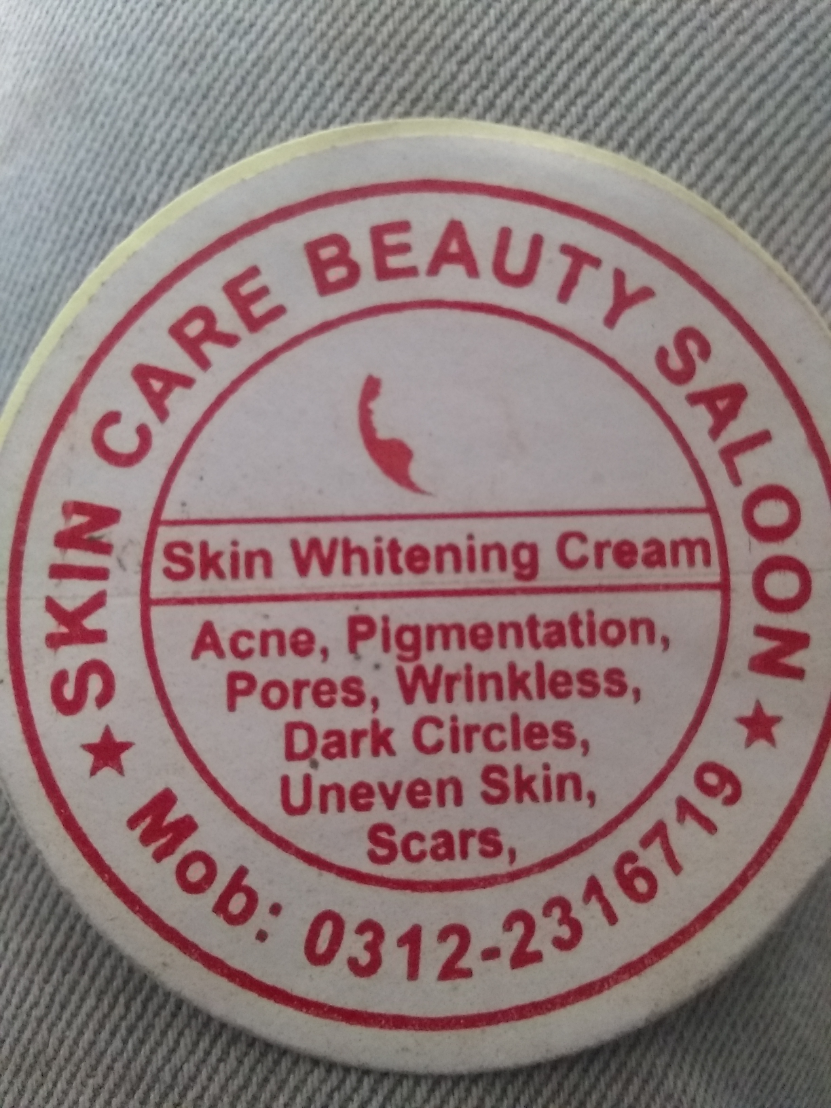 SKIN CARE BEAUTY SALOON
Skin Whitening Cream
Acne, Pigmentation,
Pores, Wrinkless,
Dark Circles,
Uneven Skin,
Scars,
Mob: 0312-2316719